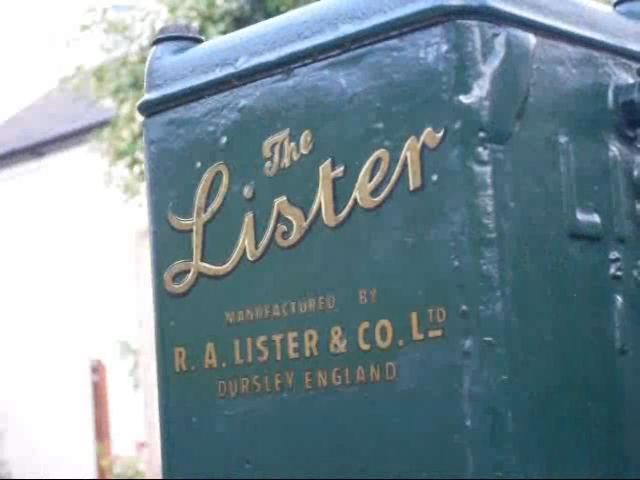 The
Lister
MANUFACTURED BY
R. A. LISTER & CO. LTD
DURSLEY ENGLAND